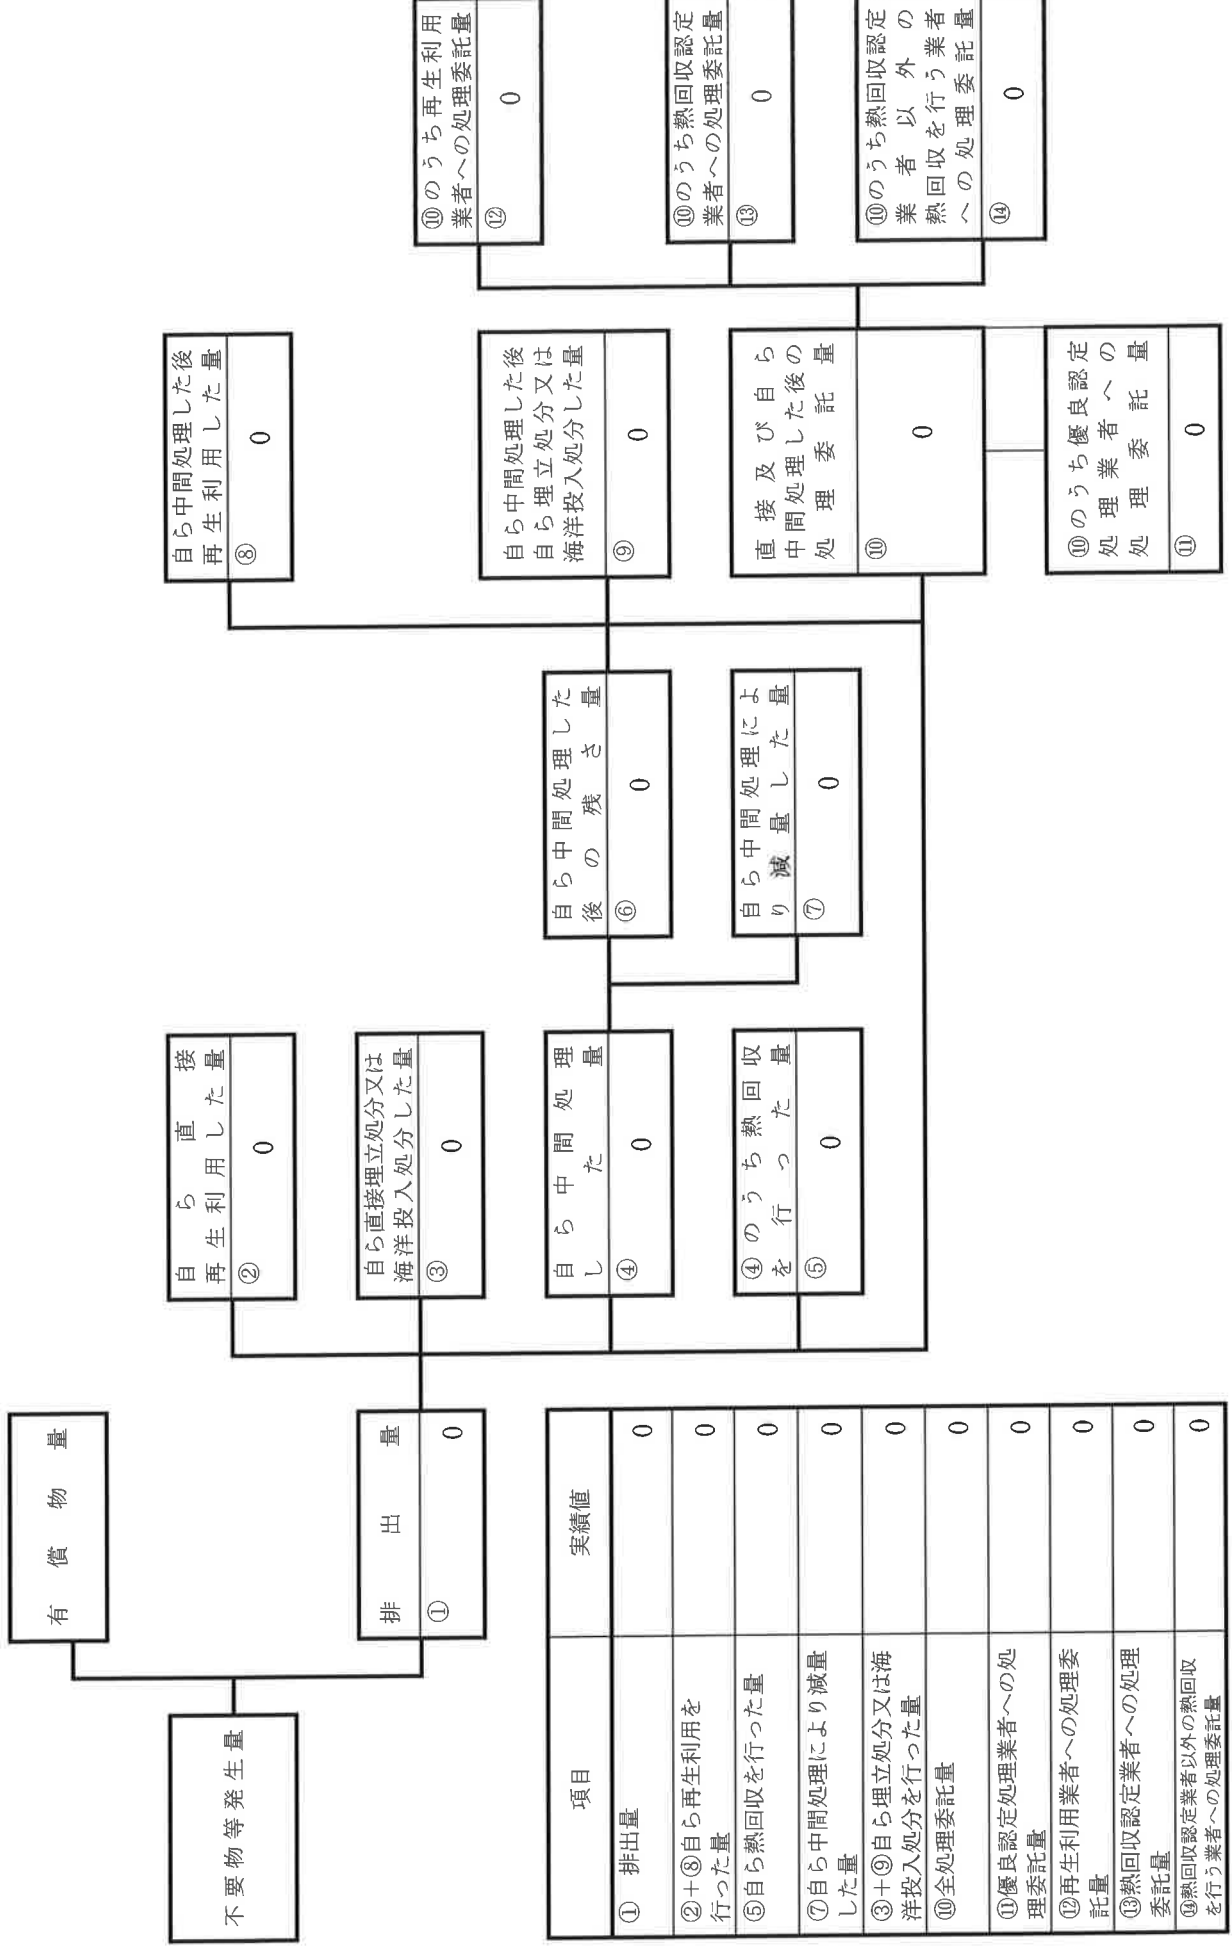 不要物等発生量
有償物量
排出量
①
0
自ら直接
再生利用した量
②
0
自ら直接埋立処分又は
海洋投入処分した量
③
0
自ら中間処理
した量
④
0
④のうち熱回収
を行った量
⑤
0
自ら中間処理した
後の残さ量
⑥
0
自ら中間処理によ
り減量した量
⑦
0
自ら中間処理した後
再生利用した量
⑧
0
自ら中間処理した後
自ら埋立処分又は
海洋投入処分した量
⑨
0
直接及び自ら
中間処理した後の
処理委託量
⑩
0
⑩のうち優良認定
処理業者への
処理委託量
⑪
0
⑩のうち再生利用
業者への処理委託量
⑫
0
⑩のうち熱回収認定
業者への処理委託量
⑬
0
⑩のうち熱回収認定
業者以外の
熱回収を行う業者
への処理委託量
⑭
0
項目 実績値
① 排出量 0
②+⑧自ら再生利用を
行った量 0
⑤自ら熱回収を行った量 0
⑦自ら中間処理により減量
した量 0
③+⑨自ら埋立処分又は海
洋投入処分を行った量 0
⑩全処理委託量 0
⑪優良認定処理業者への処
理委託量 0
⑫再生利用業者への処理委
託量 0
⑬熱回収認定業者への処理
委託量 0
⑭熱回収認定業者以外の熱回収
を行う業者への処理委託量 0